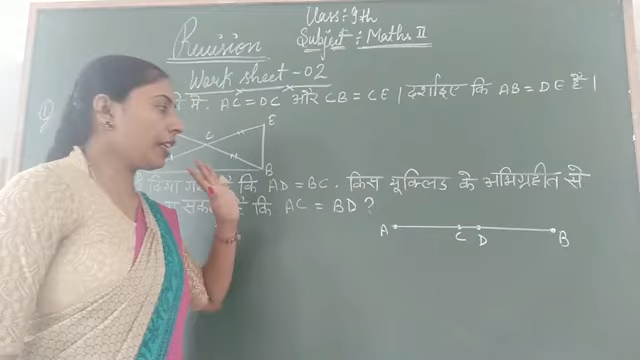 Class:- 9th
Revision Subject:- Maths II
Work sheet-02
में AC = DC और CB = CE । दर्शाइए कि AB = DE है ।
E
C
B
दिया गया है कि AD = BC. किस यूक्लिड के अभिगृहीत से
सकते है कि AC = BD ?
A C D B